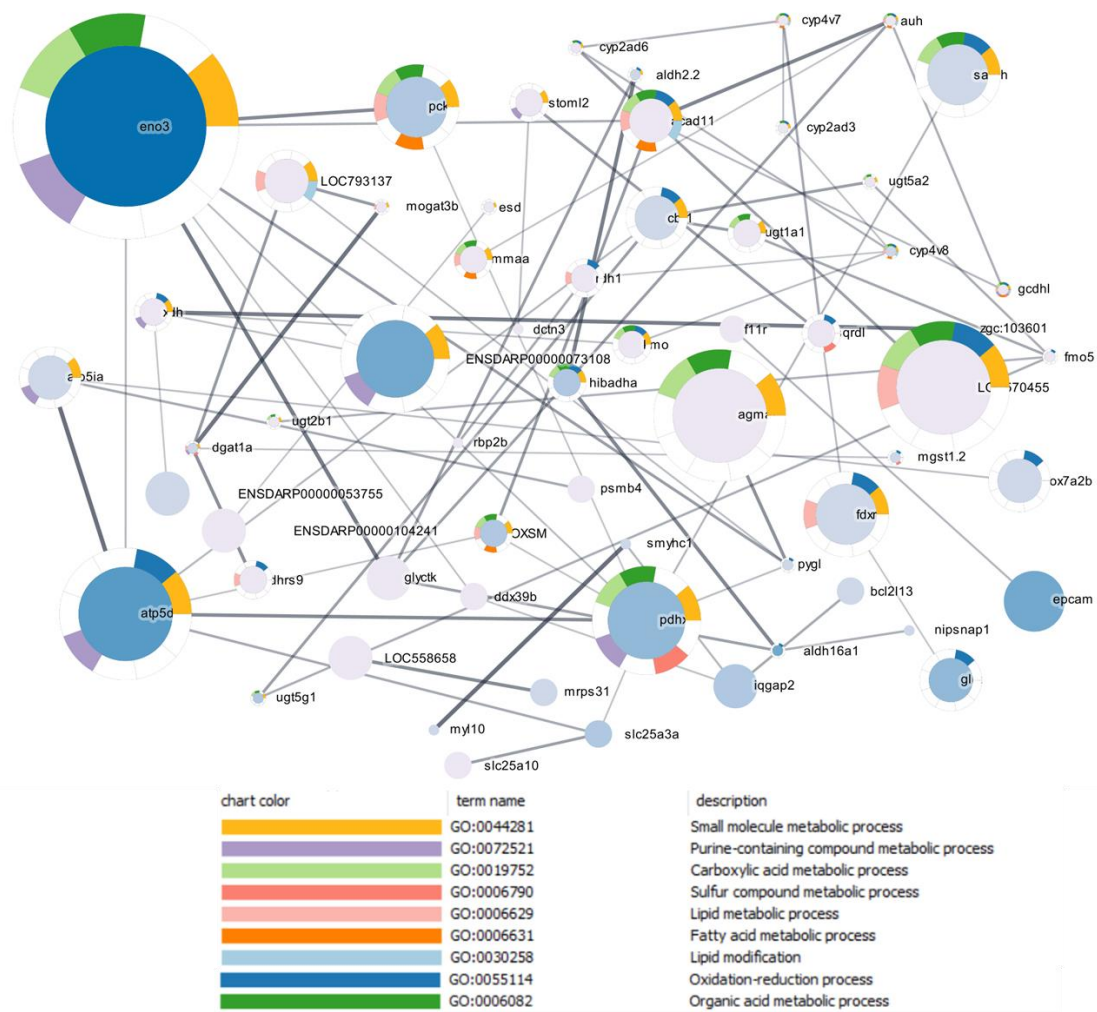 cyp4v7
auh
cyp2ad6
aldh2.2
eno3
stoml2
cyp2ad3
LOC793137
mogat3b
esd
ugt5a2
ugt1a1
mmaa
cyp4v8
gcdhl
dctn3
f11r
qrdl
zgc:103601
ENSDARP00000073108
fmo5
hibadha
agma
ugt2b1
dgat1a
rbp2b
mgst1.2
ENSDARP00000053755
psmb4
ox7a2b
fdxr
ENSDARP00000104241
OXSM
smyhc1
dhrs9
glyctk
pygl
bcl2l13
epcam
ddx39b
atp5d
pdhx
nipsnap1
LOC558658
aldh16a1
ugt5g1
mrps31
iqgap2
myl10
slc25a3a
slc25a10
chart color term name description
GO:0044281 Small molecule metabolic process
GO:0072521 Purine-containing compound metabolic process
GO:0019752 Carboxylic acid metabolic process
GO:0006790 Sulfur compound metabolic process
GO:0006629 Lipid metabolic process
GO:0006631 Fatty acid metabolic process
GO:0030258 Lipid modification
GO:0055114 Oxidation-reduction process
GO:0006082 Organic acid metabolic process